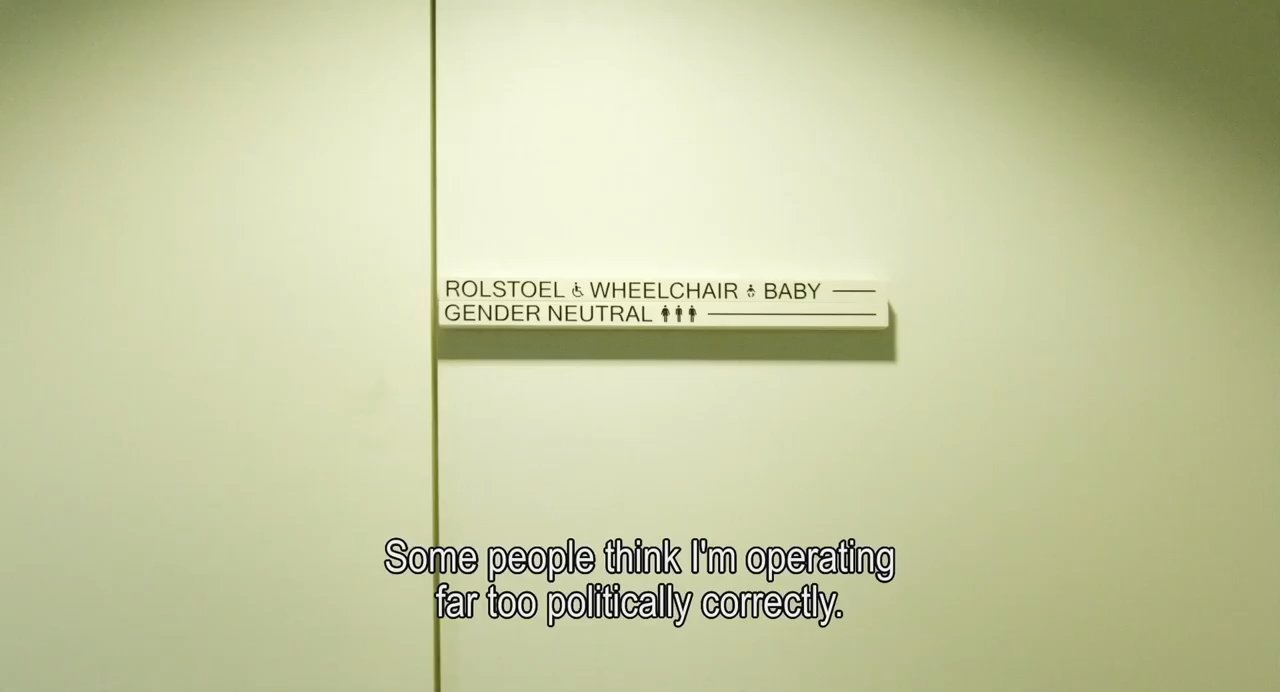 ROLSTOEL WHEELCHAIR BABY
GENDER NEUTRAL
Some people think I'm operating
far too politically correctly.